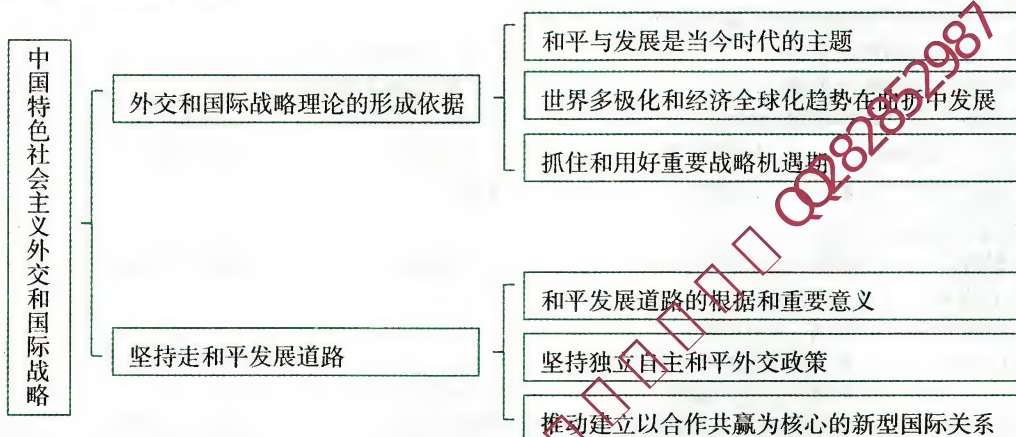 中国特色社会主义外交和国际战略
外交和国际战略理论的形成依据
和平与发展是当今时代的主题
世界多极化和经济全球化趋势在曲折中发展
抓住和用好重要战略机遇期
坚持走和平发展道路
和平发展道路的根据和重要意义
坚持独立自主和平外交政策
推动建立以合作共赢为核心的新型国际关系
QQ282852987